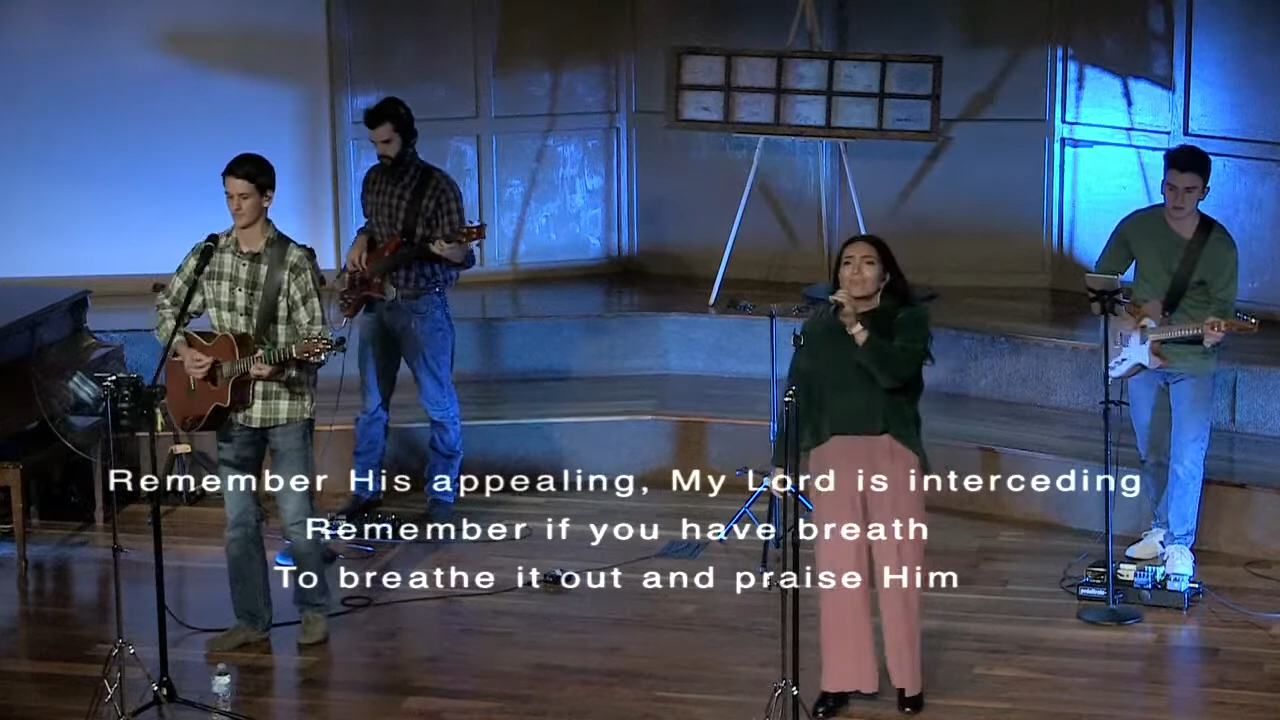 Remember His appealing, My Lord is interceding
Remember if you have breath
To breathe it out and praise Him